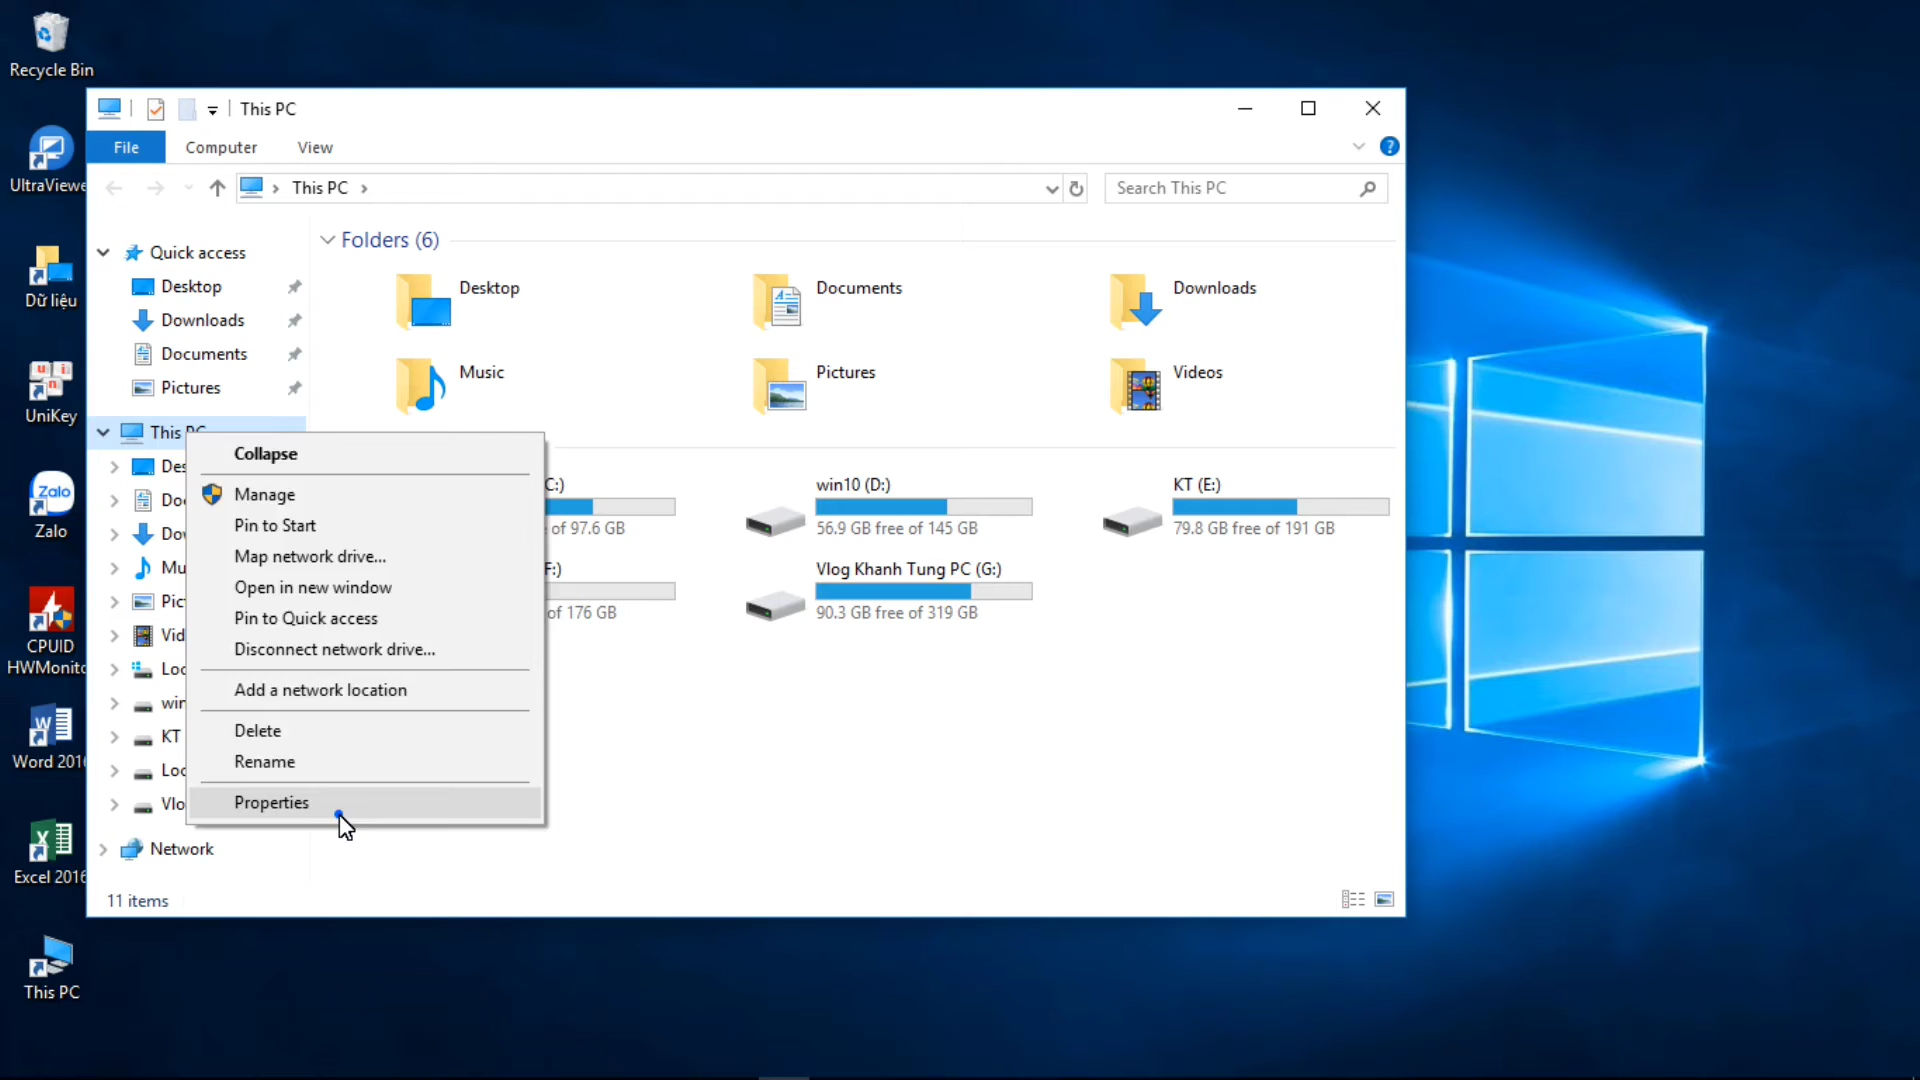 Recycle Bin
UltraViewe
Dữ liệu
UniKey
Zalo
Zalo
CPUID
HWMonito
Word 201
Excel 2016
This PC
This PC
File
Computer
View
This PC
Search This PC
Quick access
Desktop
Downloads
Documents
Pictures
This PC
Des
Doc
Dov
Mu
Pic
Vid
Loc
win
KT
Loc
Vlo
Network
11 items
Folders (6)
Desktop
Documents
Downloads
Music
Pictures
Videos
C:)
of 97.6 GB
win10 (D:)
56.9 GB free of 145 GB
KT (E:)
79.8 GB free of 191 GB
F:)
of 176 GB
Vlog Khanh Tung PC (G:)
90.3 GB free of 319 GB
Collapse
Manage
Pin to Start
Map network drive...
Open in new window
Pin to Quick access
Disconnect network drive...
Add a network location
Delete
Rename
Properties